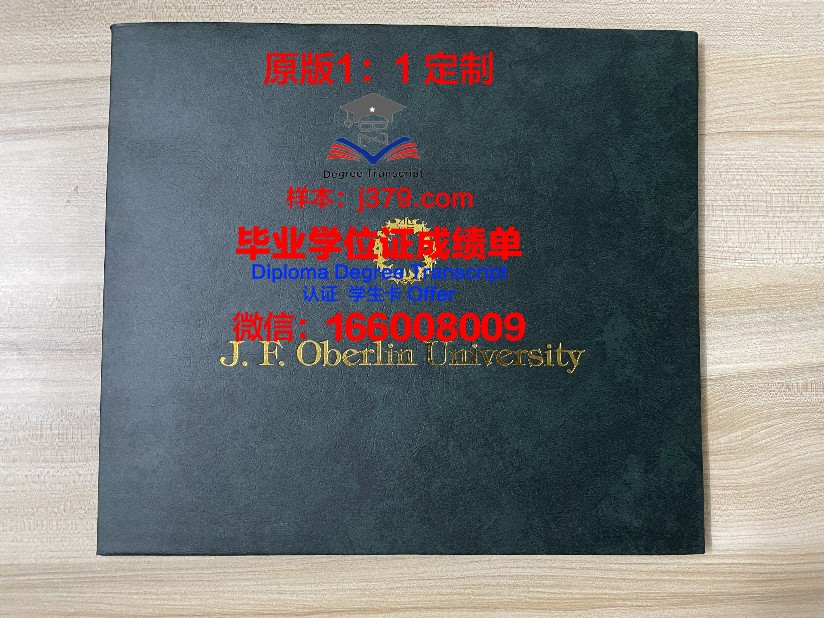 原版1：1 定制
Degree Transcript
样本：j379.com
毕业学位证成绩单
Diploma Degree Transcript
认证 学生卡 Offer
微信：166008009
J. F. Oberlin University